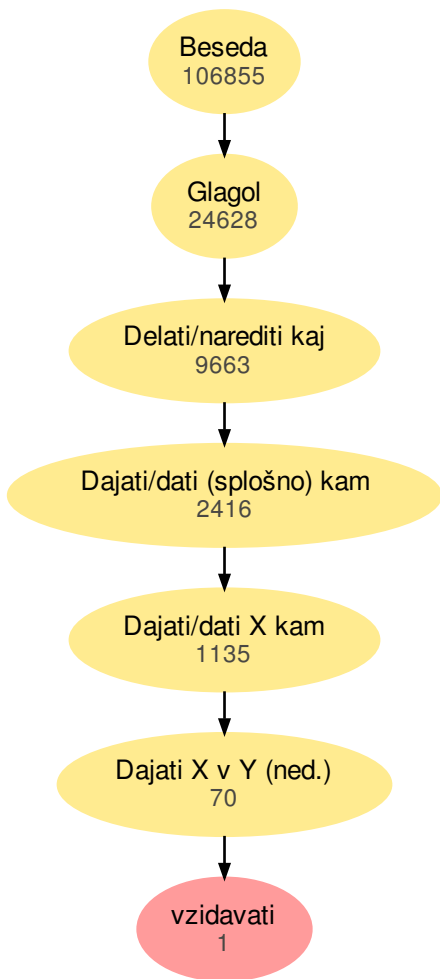 Beseda
106855
Glagol
24628
Delati/narediti kaj
9663
Dajati/dati (splošno) kam
2416
Dajati/dati X kam
1135
Dajati X v Y (ned.)
70
vzidavati
1